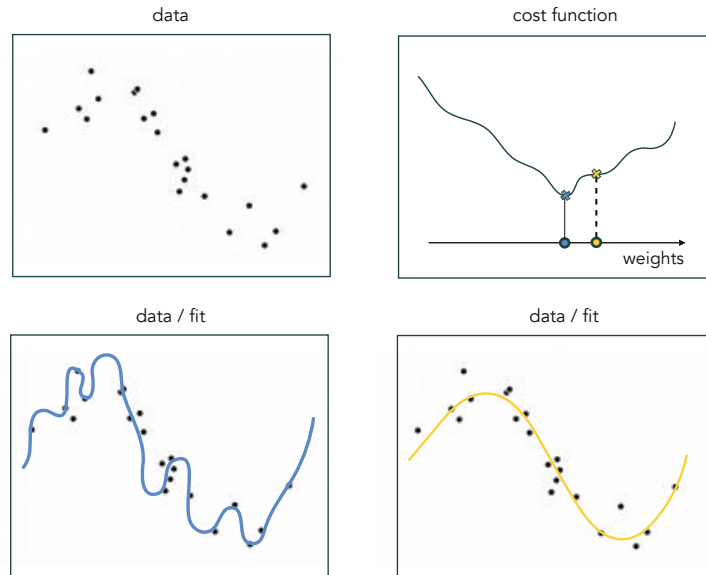 data
cost function
weights
data / fit
data / fit